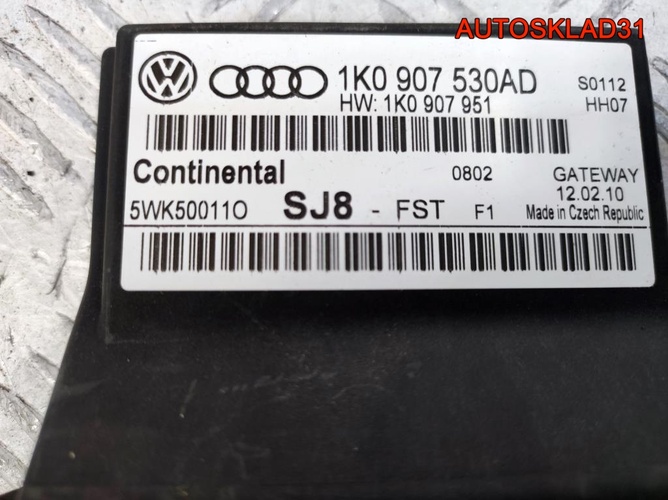 AUTOSKLAD31
1K0 907 530AD S0112
HW: 1K0 907 951 HH07
Continental 0802 GATEWAY
12.02.10
5WK50011O SJ8 - FST F1 Made in Czech Republic